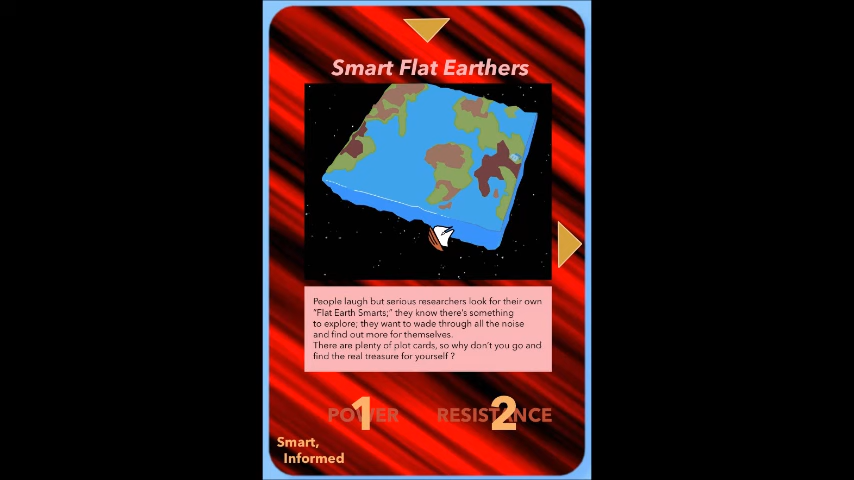 Smart Flat Earthers
People laugh but serious researchers look for their own
“Flat Earth Smarts;” they know there’s something
to explore; they want to wade through all the noise
and find out more for themselves.
There are plenty of plot cards, so why don’t you go and
find the real treasure for yourself ?
POWER 1 RESISTANCE 2
Smart,
Informed